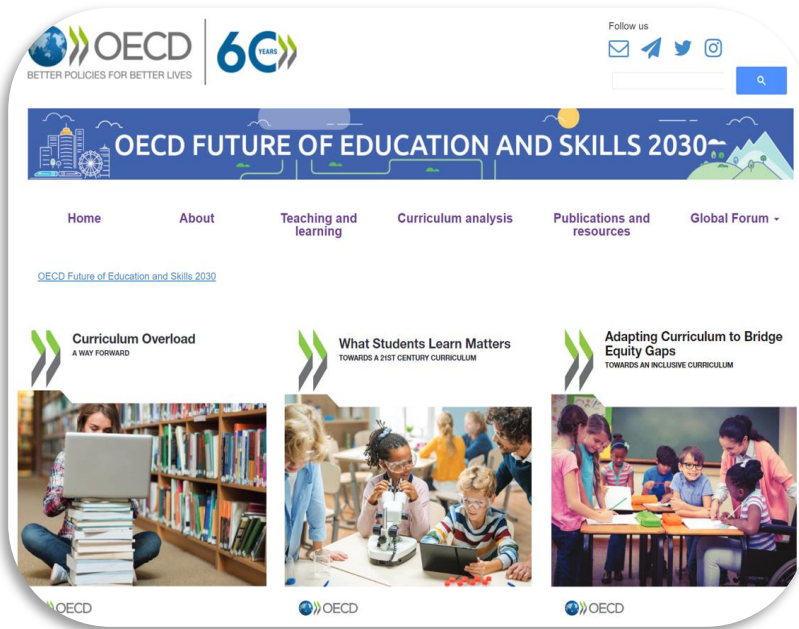 OECD
BETTER POLICIES FOR BETTER LIVES
60 YEARS
Follow us
OECD FUTURE OF EDUCATION AND SKILLS 2030
Home
About
Teaching and
learning
Curriculum analysis
Publications and
resources
Global Forum
OECD Future of Education and Skills 2030
Curriculum Overload
A WAY FORWARD
What Students Learn Matters
TOWARDS A 21ST CENTURY CURRICULUM
Adapting Curriculum to Bridge
Equity Gaps
TOWARDS AN INCLUSIVE CURRICULUM
OECD
OECD
OECD